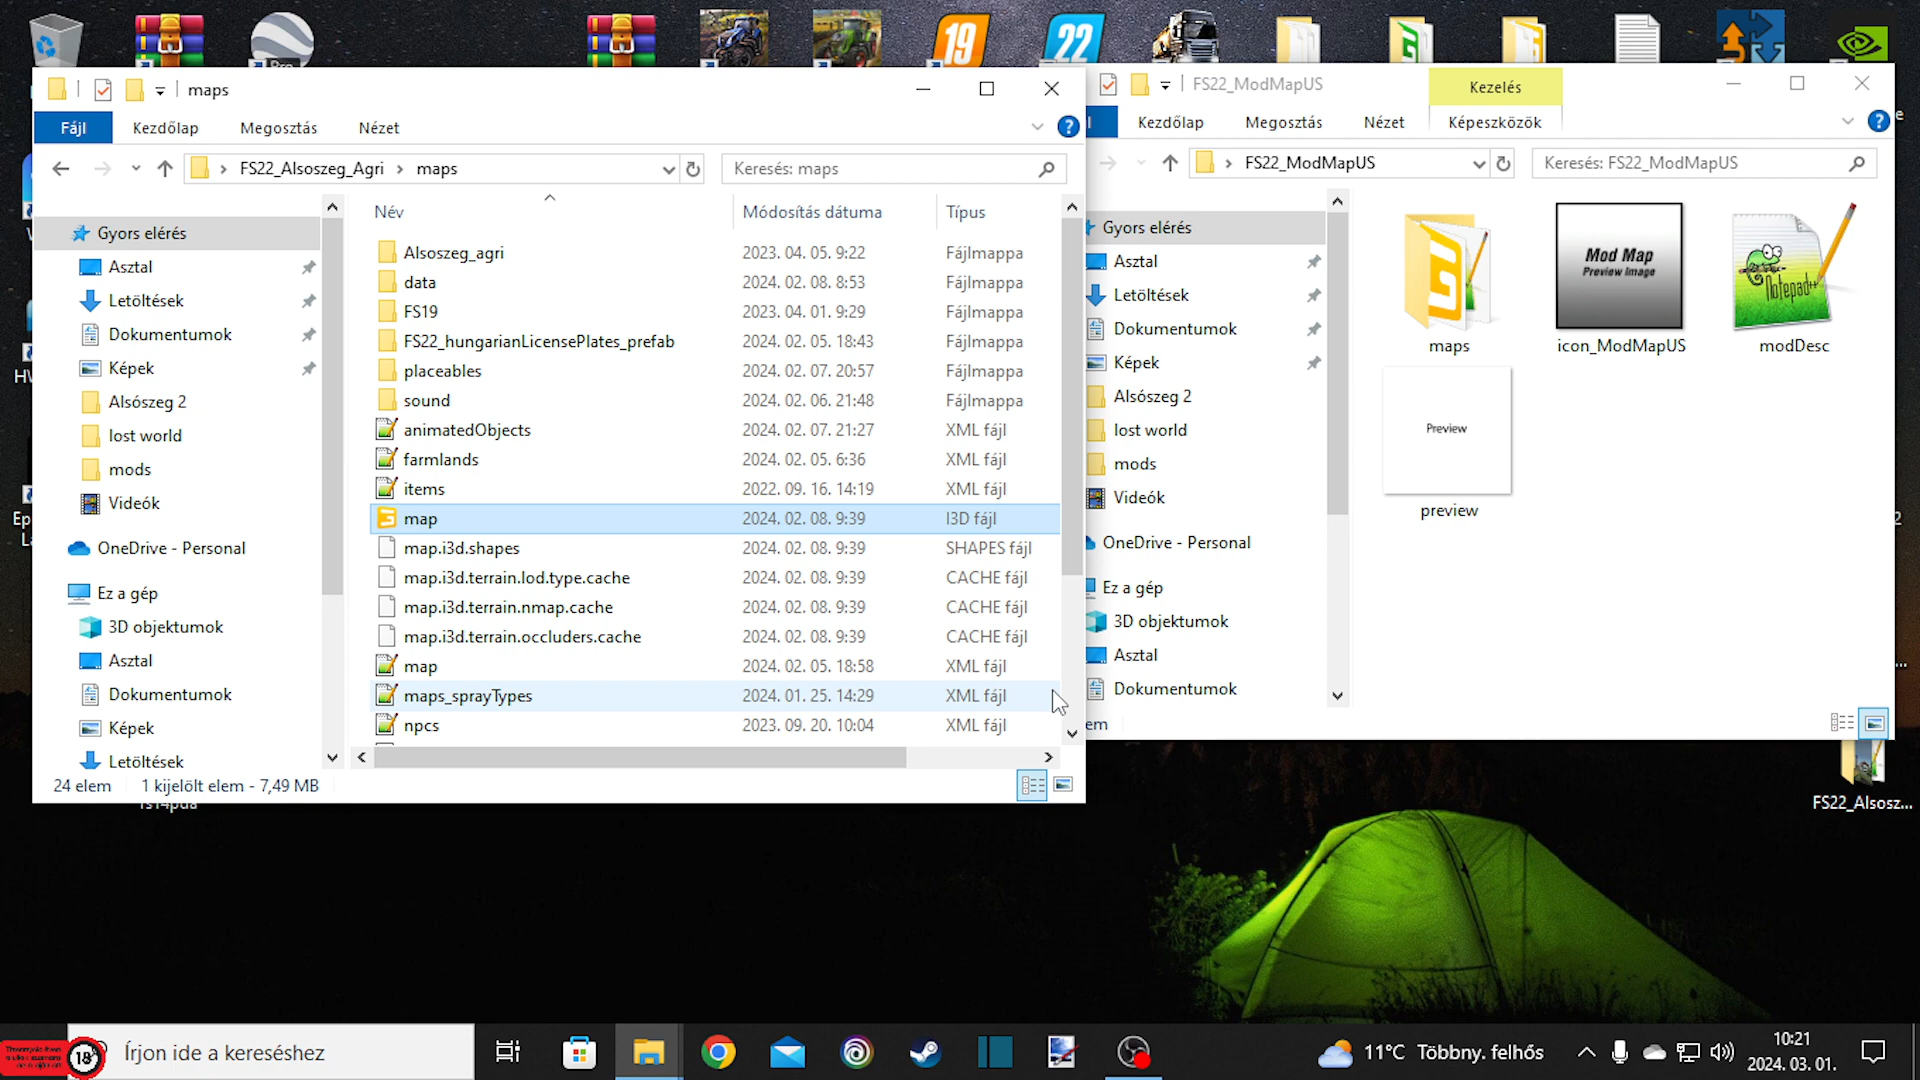 19
22
maps
Fájl
Kezdőlap
Megosztás
Nézet
FS22_Alsoszeg_Agri
maps
Keresés: maps
Név
Módosítás dátuma
Típus
Gyors elérés
Asztal
Letöltések
Dokumentumok
Képek
Alsószeg 2
lost world
mods
Videók
OneDrive - Personal
Ez a gép
3D objektumok
Asztal
Dokumentumok
Képek
Letöltések
Alsoszeg_agri 2023. 04. 05. 9:22 Fájlmappa
data 2024. 02. 08. 8:53 Fájlmappa
FS19 2023. 04. 01. 9:29 Fájlmappa
FS22_hungarianLicensePlates_prefab 2024. 02. 05. 18:43 Fájlmappa
placeables 2024. 02. 07. 20:57 Fájlmappa
sound 2024. 02. 06. 21:48 Fájlmappa
animatedObjects 2024. 02. 07. 21:27 XML fájl
farmlands 2024. 02. 05. 6:36 XML fájl
items 2022. 09. 16. 14:19 XML fájl
map 2024. 02. 08. 9:39 I3D fájl
map.i3d.shapes 2024. 02. 08. 9:39 SHAPES fájl
map.i3d.terrain.lod.type.cache 2024. 02. 08. 9:39 CACHE fájl
map.i3d.terrain.nmap.cache 2024. 02. 08. 9:39 CACHE fájl
map.i3d.terrain.occluders.cache 2024. 02. 08. 9:39 CACHE fájl
map 2024. 02. 05. 18:58 XML fájl
maps_sprayTypes 2024. 01. 25. 14:29 XML fájl
npcs 2023. 09. 20. 10:04 XML fájl
24 elem
1 kijelölt elem - 7,49 MB
FS22_ModMapUS
Kezelés
Kezdőlap
Megosztás
Nézet
Képeszközök
FS22_ModMapUS
Keresés: FS22_ModMapUS
Gyors elérés
Asztal
Letöltések
Dokumentumok
Képek
Alsószeg 2
lost world
mods
Videók
OneDrive - Personal
Ez a gép
3D objektumok
Asztal
Dokumentumok
em
maps
Mod Map
Preview Image
icon_ModMapUS
Notepad++
modDesc
Preview
preview
FS22_Alsosz...
18
Írjon ide a kereséshez
11°C Többny. felhős
10:21
2024. 03. 01.